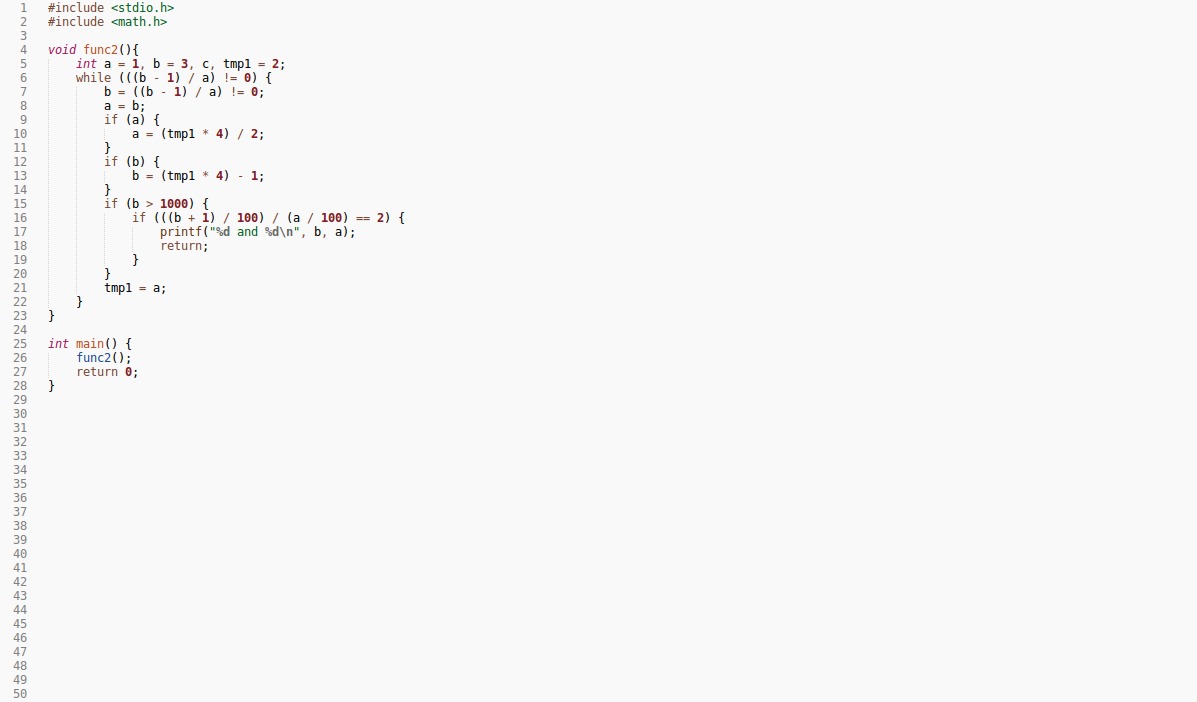 1 #include <stdio.h>
2 #include <math.h>
3
4 void func2(){
5     int a = 1, b = 3, c, tmp1 = 2;
6     while (((b - 1) / a) != 0) {
7         b = ((b - 1) / a) != 0;
8         a = b;
9         if (a) {
10             a = (tmp1 * 4) / 2;
11         }
12         if (b) {
13             b = (tmp1 * 4) - 1;
14         }
15         if (b > 1000) {
16             if (((b + 1) / 100) / (a / 100) == 2) {
17                 printf("%d and %d\n", b, a);
18                 return;
19             }
20         }
21         tmp1 = a;
22     }
23 }
24
25 int main() {
26     func2();
27     return 0;
28 }
29
30
31
32
33
34
35
36
37
38
39
40
41
42
43
44
45
46
47
48
49
50